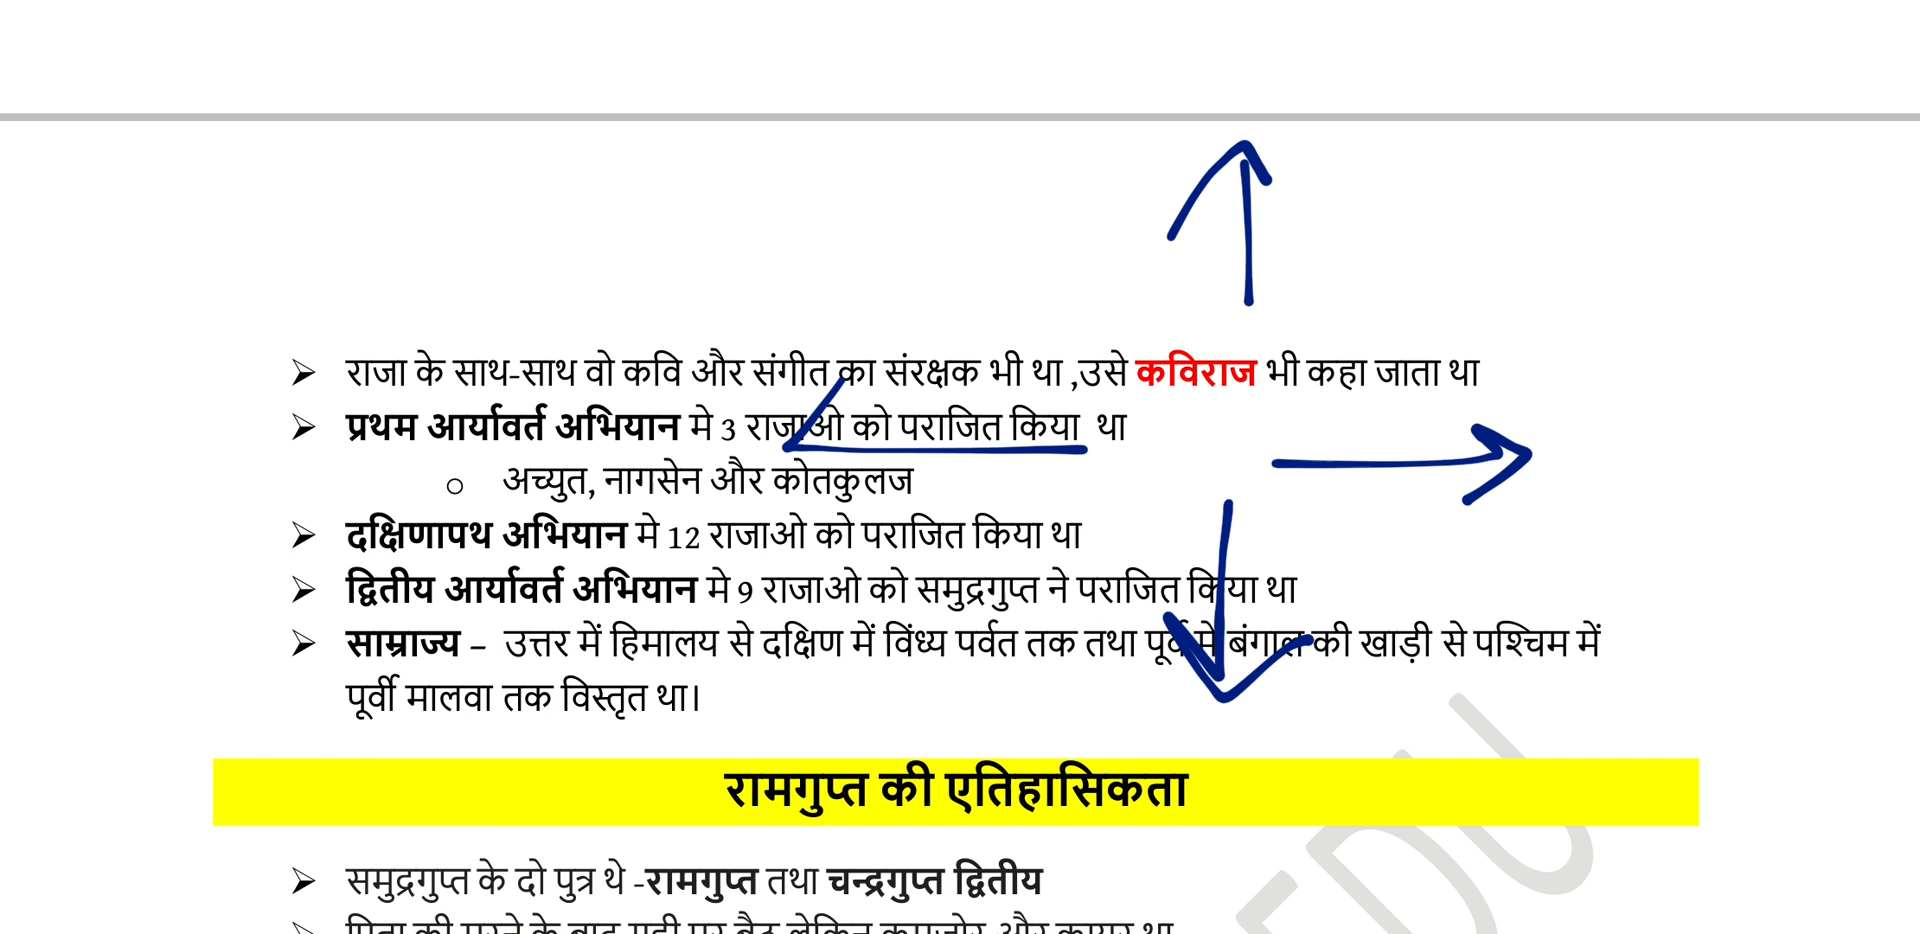 राजा के साथ-साथ वो कवि और संगीत का संरक्षक भी था ,उसे कविराज भी कहा जाता था
प्रथम आर्यावर्त अभियान मे 3 राजाओ को पराजित किया था
अच्युत, नागसेन और कोतकुलज
दक्षिणापथ अभियान मे 12 राजाओ को पराजित किया था
द्वितीय आर्यावर्त अभियान मे 9 राजाओ को समुद्रगुप्त ने पराजित किया था
साम्राज्य – उत्तर में हिमालय से दक्षिण में विंध्य पर्वत तक तथा पूर्व में बंगाल की खाड़ी से पश्चिम में
पूर्वी मालवा तक विस्तृत था।
रामगुप्त की एतिहासिकता
समुद्रगुप्त के दो पुत्र थे -रामगुप्त तथा चन्द्रगुप्त द्वितीय
EDU